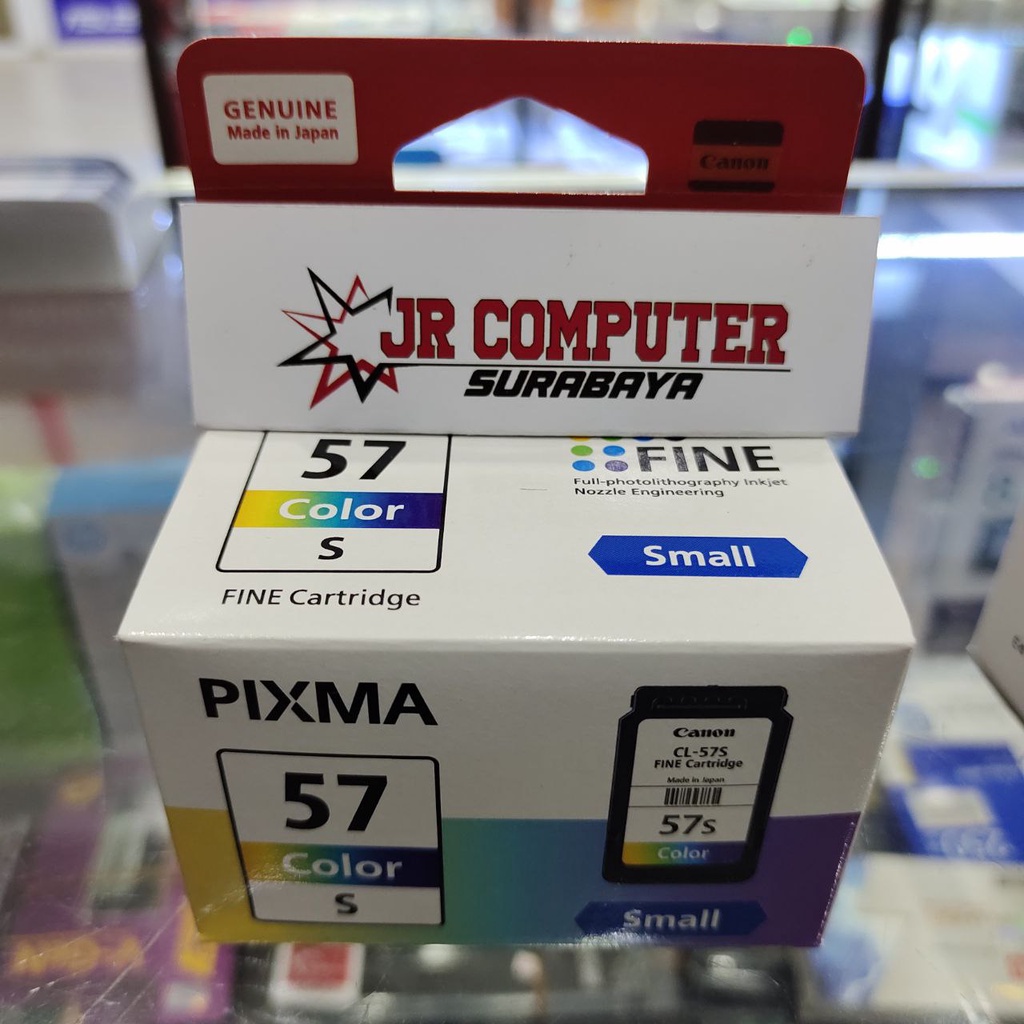 GENUINE
Made in Japan
Canon
JR COMPUTER
SURABAYA
57
Color
S
FINE Cartridge
FINE
Full-photolithography Inkjet
Nozzle Engineering
Small
PIXMA
57
Color
S
Canon
CL-57S
FINE Cartridge
Made in Japan
57s
Color
Small